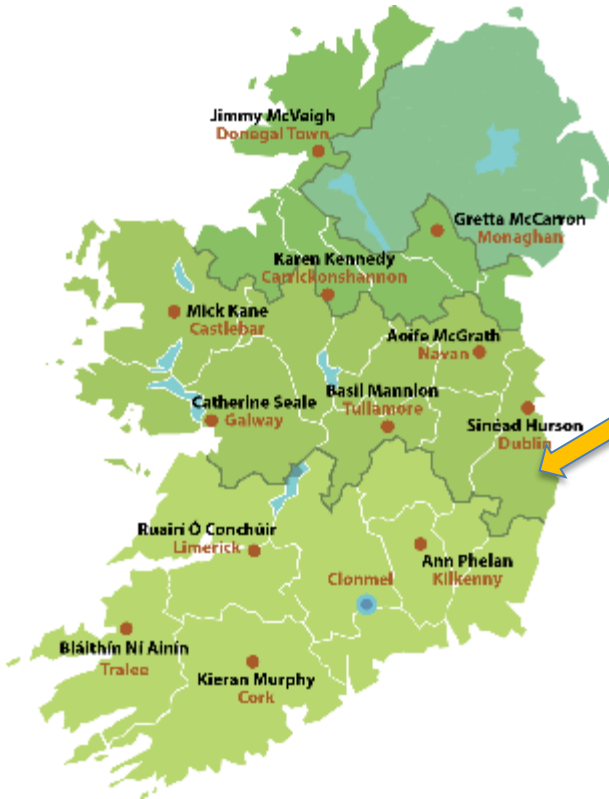 Jimmy McVeigh
Donegal Town
Gretta McCarron
Monaghan
Karen Kennedy
Carrickonshannon
Mick Kane
Castlebar
Aoife McGrath
Navan
Basil Mannion
Tullamore
Catherine Seale
Galway
Sinéad Hurson
Dublin
Ruairí Ó Conchúir
Limerick
Ann Phelan
Kilkenny
Clonmel
Bláithín Ní Ainín
Tralee
Kieran Murphy
Cork